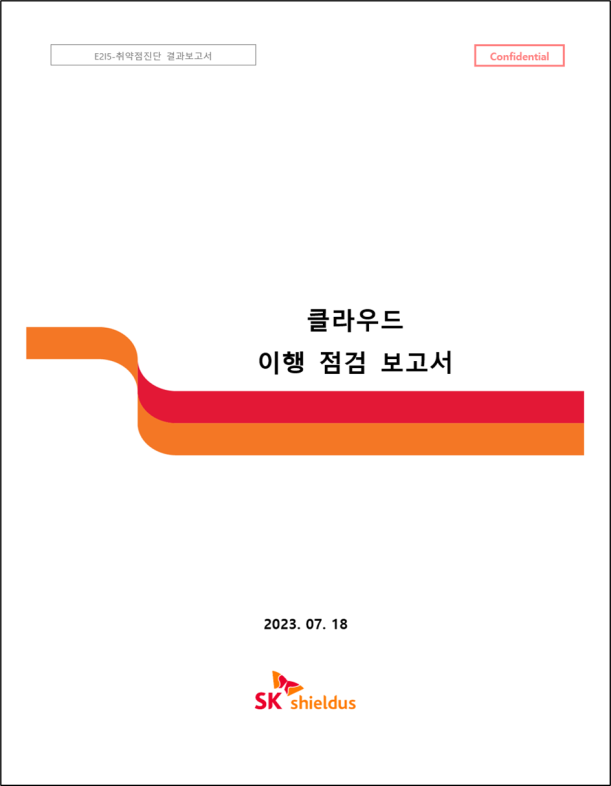 E215-취약점진단 결과보고서
Confidential
클라우드
이행 점검 보고서
2023. 07. 18
SK shieldus